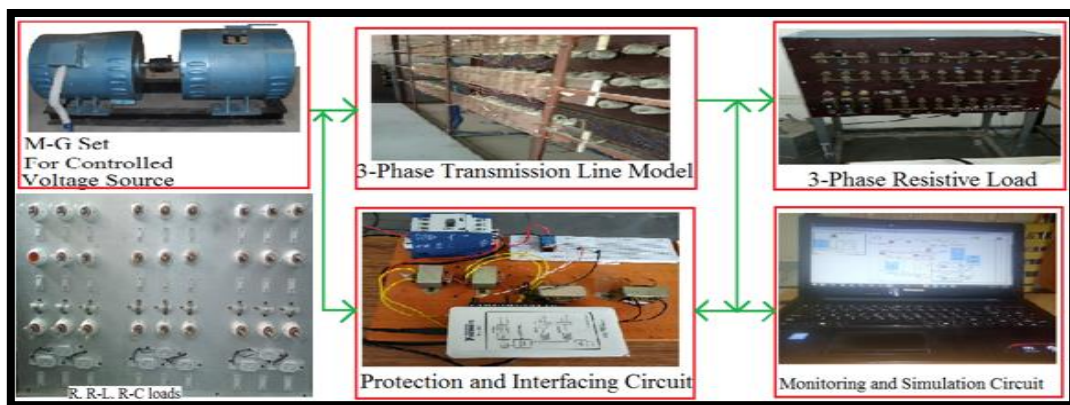 M-G Set
For Controlled
Voltage Source
3-Phase Transmission Line Model
3-Phase Resistive Load
R. R-L. R-C loads
Protection and Interfacing Circuit
Monitoring and Simulation Circuit